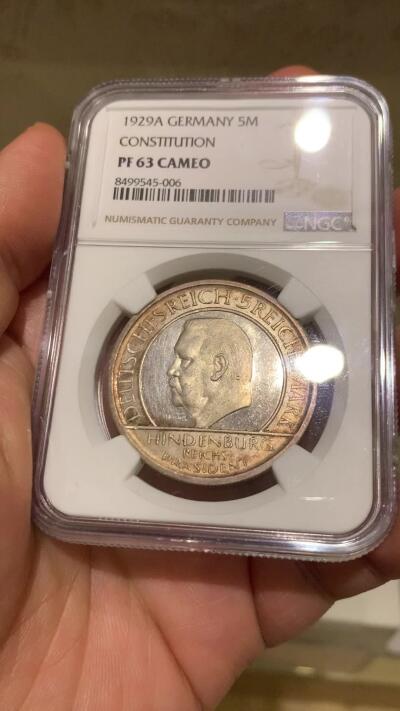 1929A GERMANY 5M
CONSTITUTION
PF 63 CAMEO
8499545-006
NUMISMATIC GUARANTY COMPANY
NGC
DEUTSCHES REICH · 5 REICHSMARK
HINDENBURG
REICHS-
PRÄSIDENT